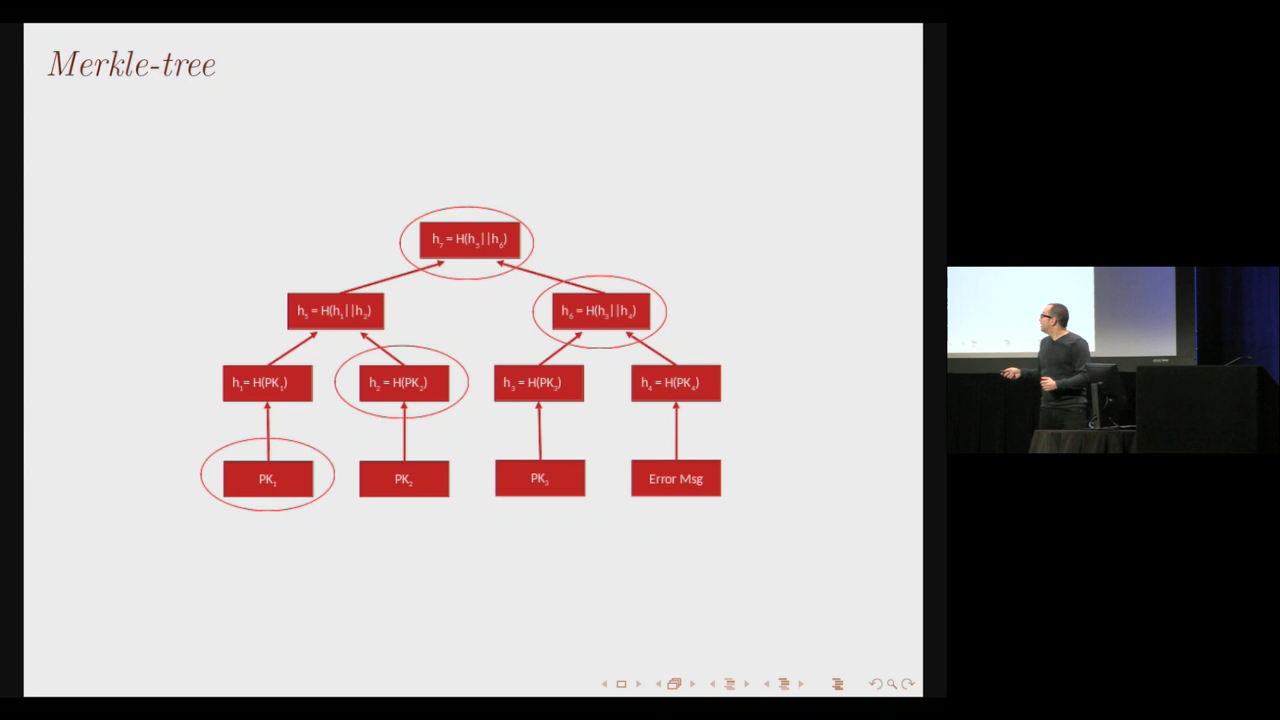 Merkle-tree
h₇ = H(h₅||h₆)
h₅ = H(h₁||h₂)
h₆ = H(h₃||h₄)
h₁= H(PK₁)
h₂ = H(PK₂)
h₃ = H(PK₃)
h₄ = H(PK₄)
PK₁
PK₂
PK₃
Error Msg